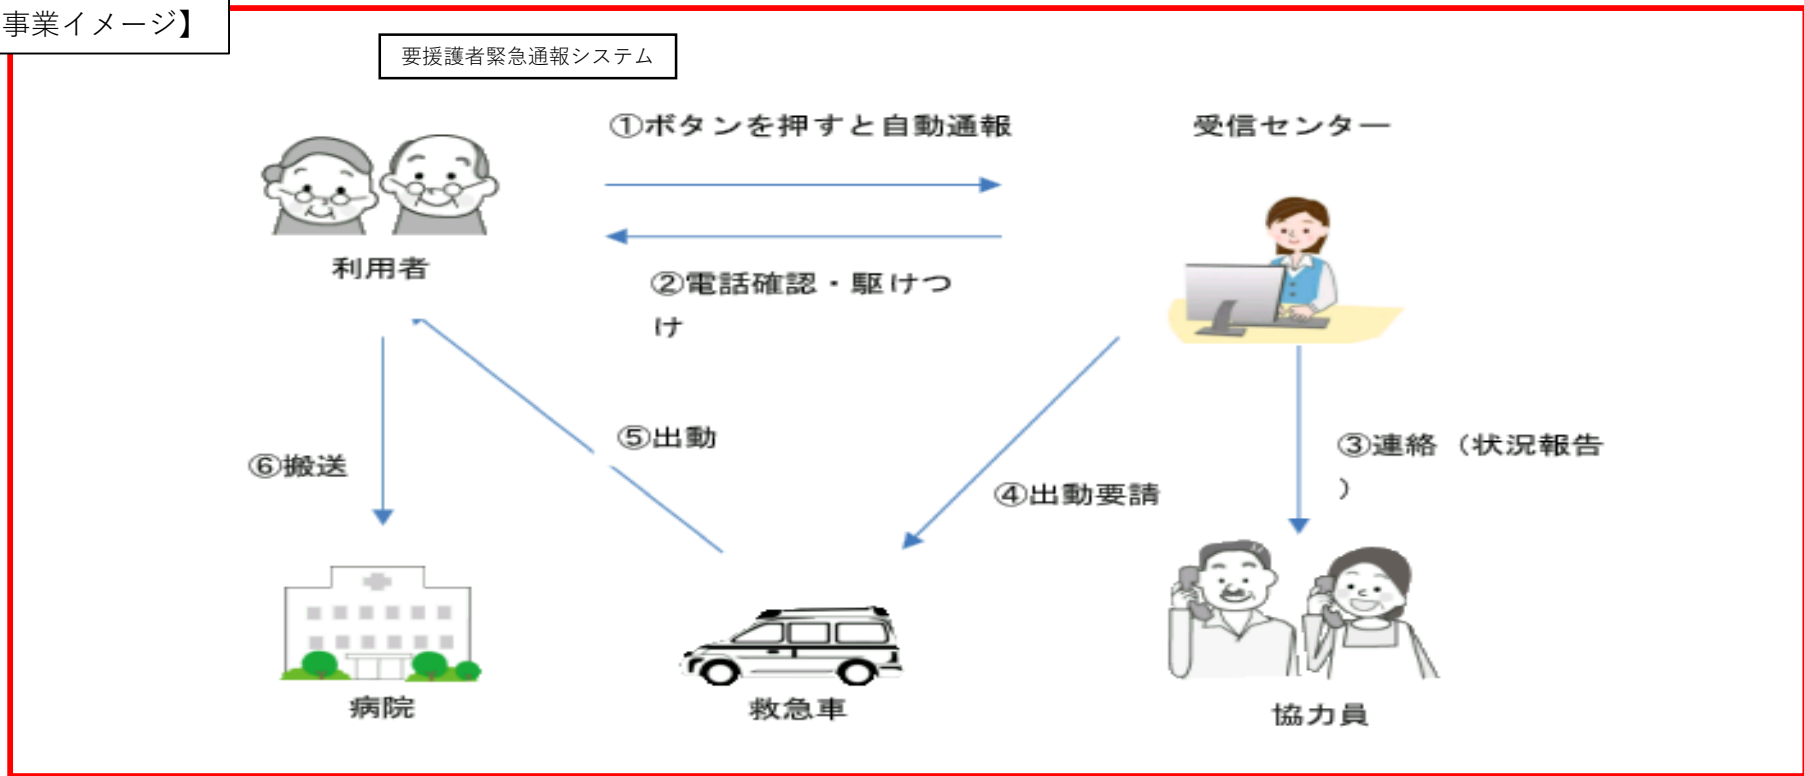 事業イメージ】
要援護者緊急通報システム
①ボタンを押すと自動通報
受信センター
利用者
②電話確認・駆けつ
け
⑤出動
③連絡（状況報告
）
⑥搬送
④出動要請
病院
救急車
協力員